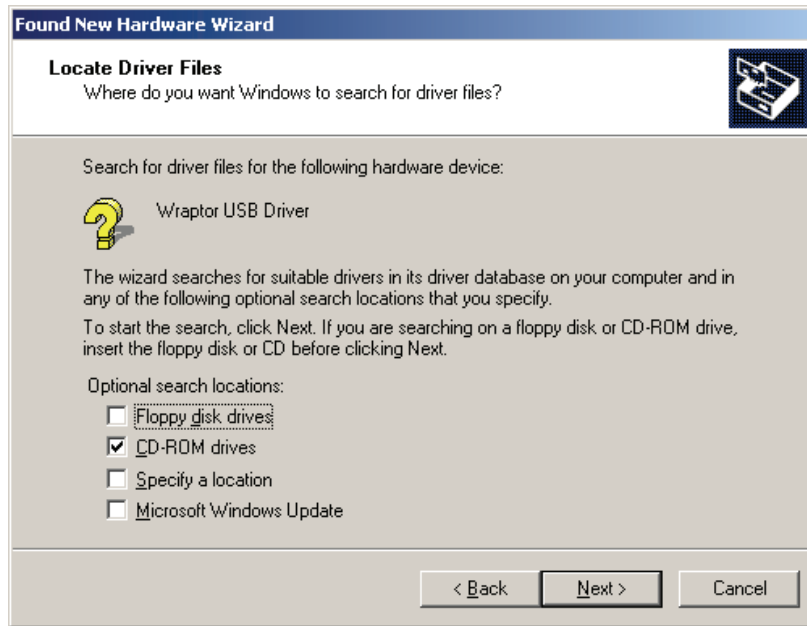 Found New Hardware Wizard
Locate Driver Files
Where do you want Windows to search for driver files?
Search for driver files for the following hardware device:
Wraptor USB Driver
The wizard searches for suitable drivers in its driver database on your computer and in
any of the following optional search locations that you specify.
To start the search, click Next. If you are searching on a floppy disk or CD-ROM drive,
insert the floppy disk or CD before clicking Next.
Optional search locations:
Floppy disk drives
CD-ROM drives
Specify a location
Microsoft Windows Update
< Back Next > Cancel